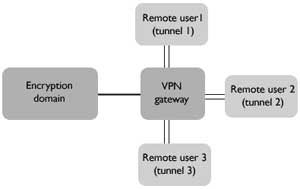 Remote user1
(tunnel 1)
Encryption
domain
VPN
gateway
Remote user 2
(tunnel 2)
Remote user 3
(tunnel 3)